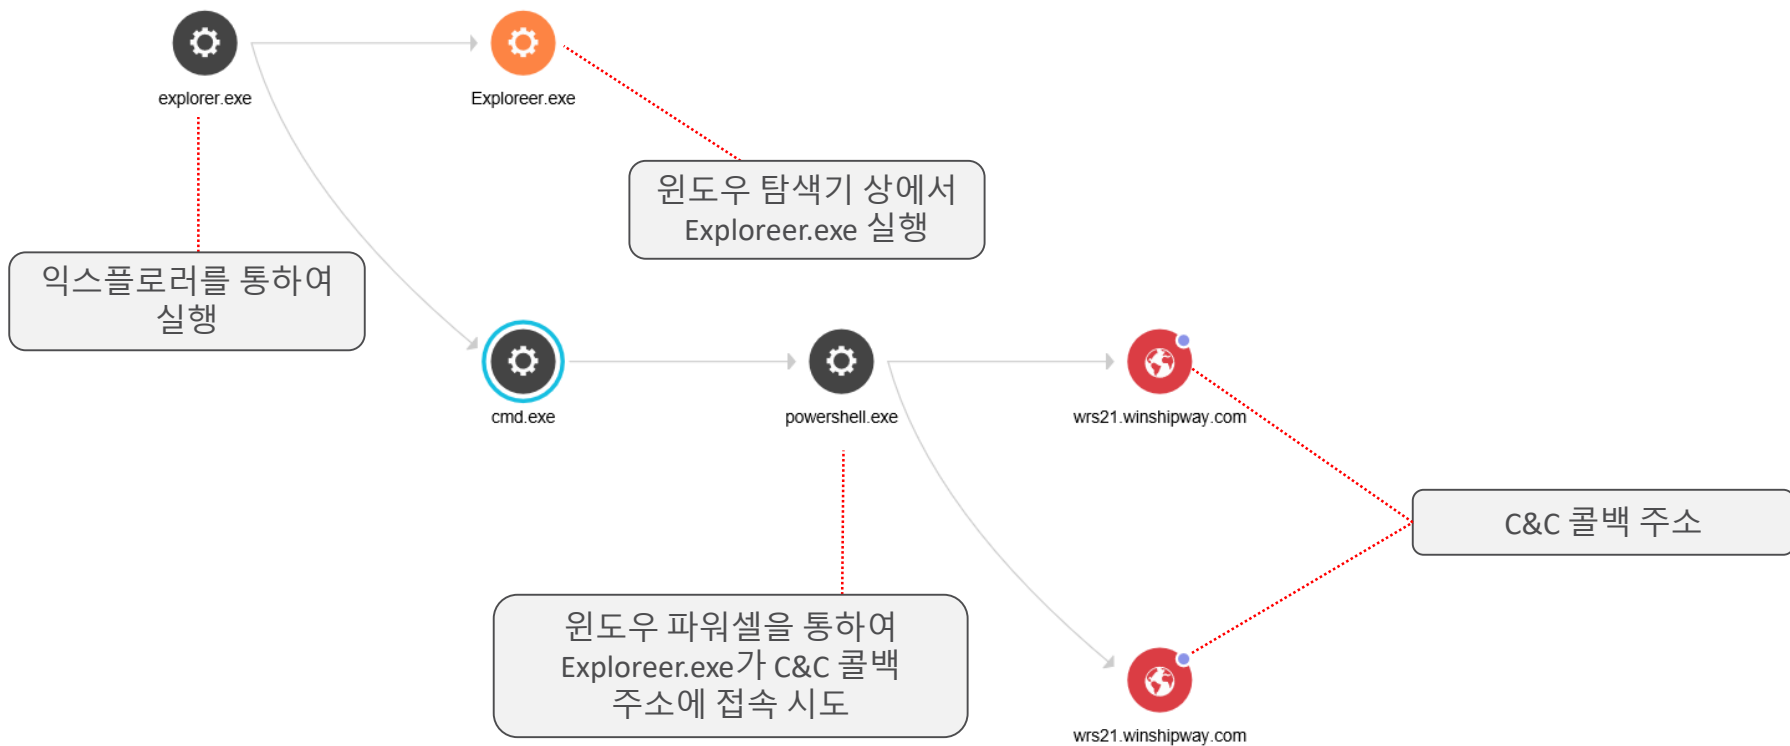 explorer.exe
Exploreer.exe
윈도우 탐색기 상에서
Exploreer.exe 실행
익스플로러를 통하여
실행
cmd.exe
powershell.exe
wrs21.winshipway.com
C&C 콜백 주소
윈도우 파워셀을 통하여
Exploreer.exe가 C&C 콜백
주소에 접속 시도
wrs21.winshipway.com